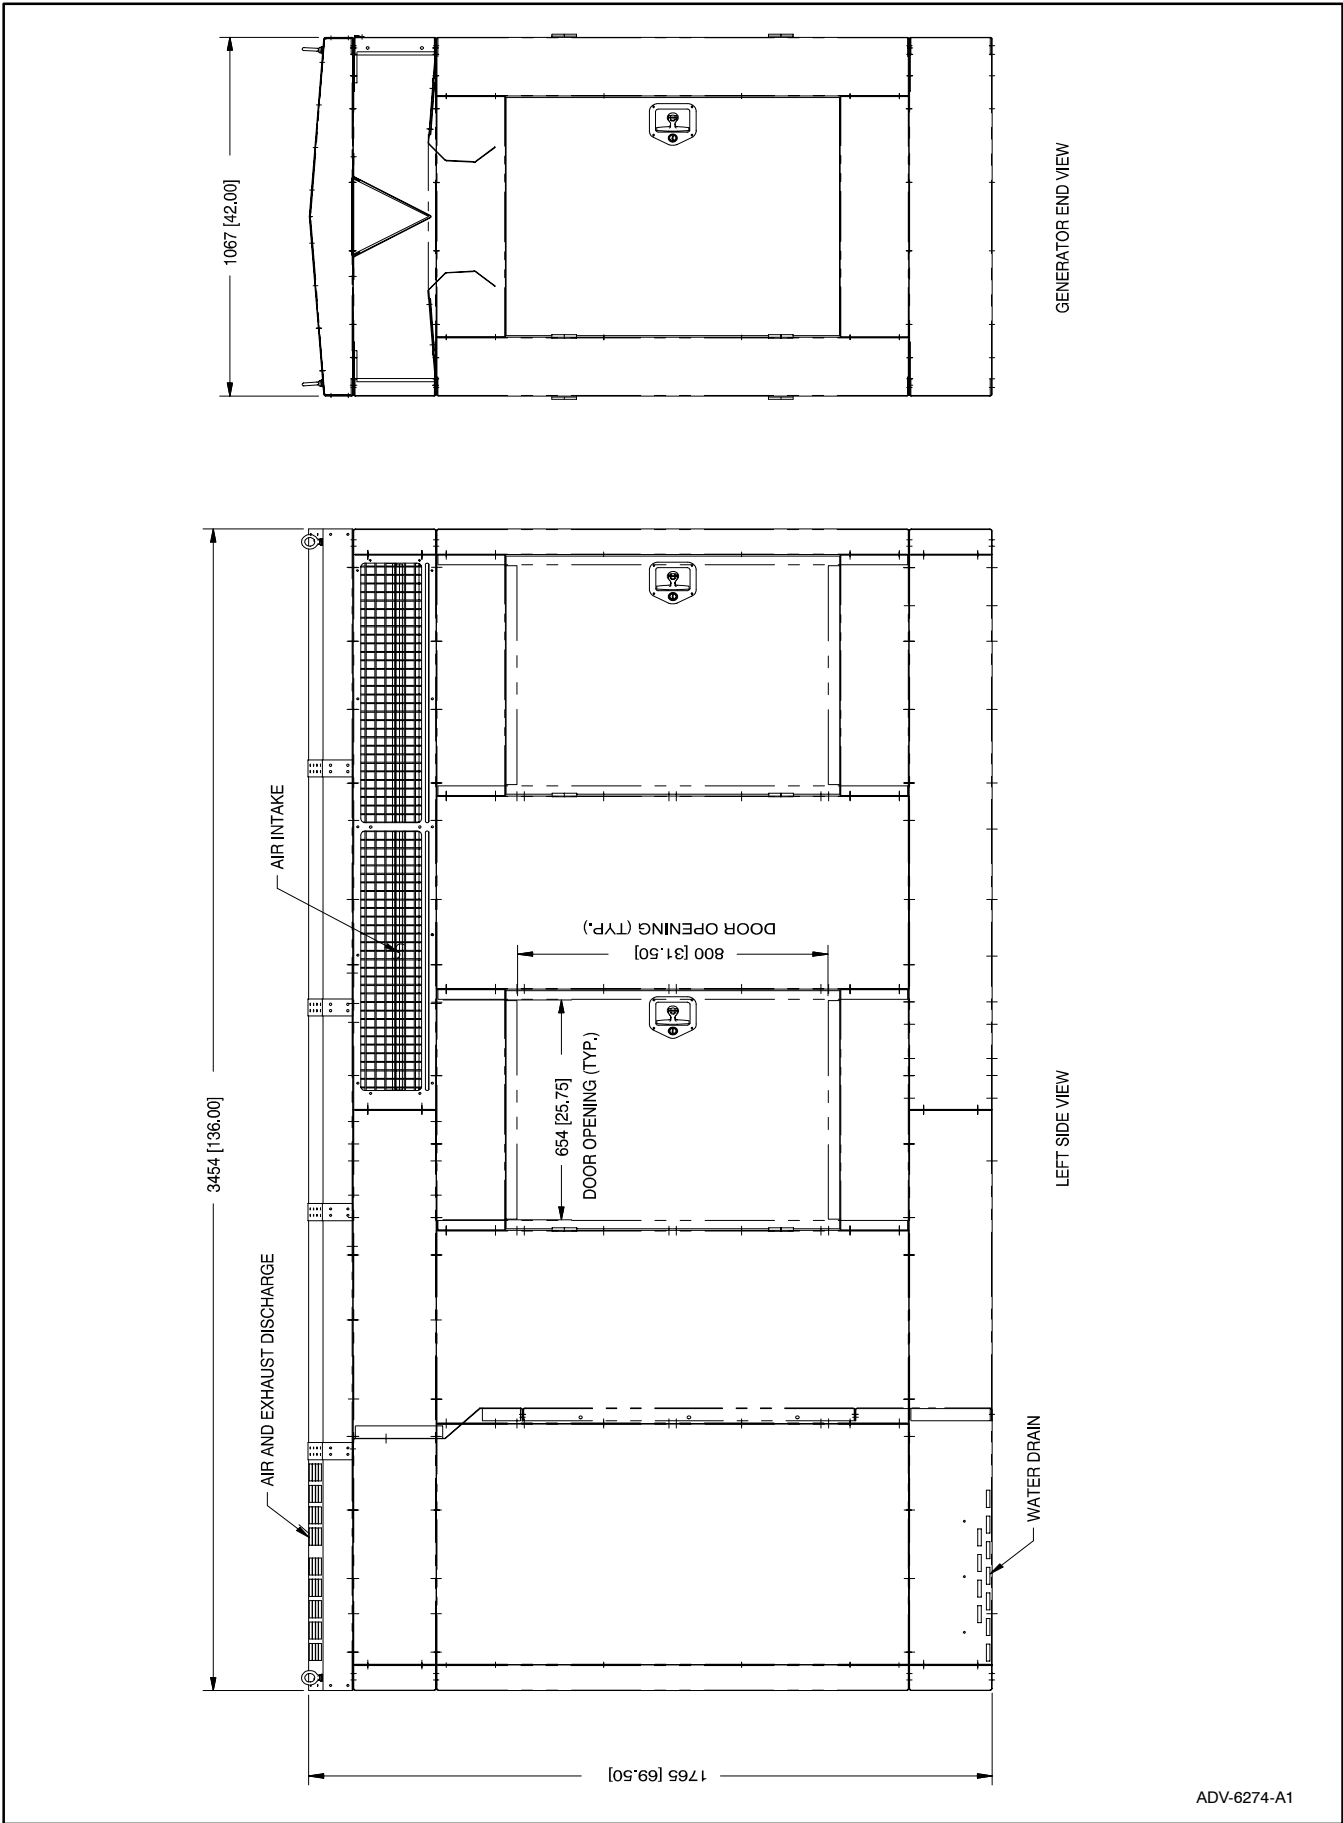 1067 [42.00]
GENERATOR END VIEW
3454 [136.00]
AIR INTAKE
AIR AND EXHAUST DISCHARGE
800 [31.50]
DOOR OPENING (TYP.)
654 [25.75]
DOOR OPENING (TYP.)
LEFT SIDE VIEW
WATER DRAIN
1765 [69.50]
ADV-6274-A1